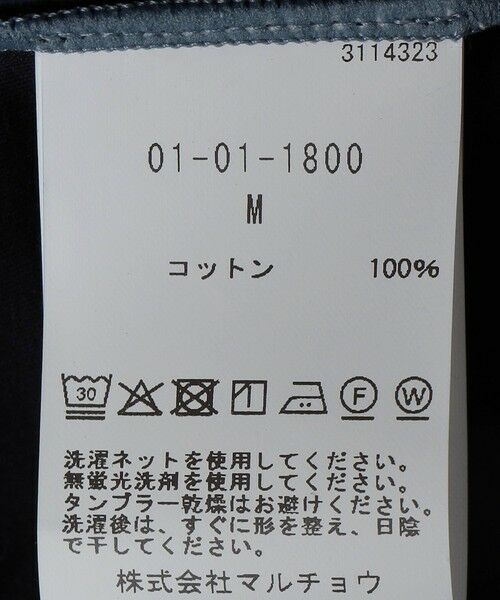 3114323
01-01-1800
M
コットン 100%
30 F W
洗濯ネットを使用してください。
無蛍光洗剤を使用してください。
タンブラー乾燥はお避けください。
洗濯後は、すぐに形を整え、日陰
で干してください。
株式会社マルチョウ